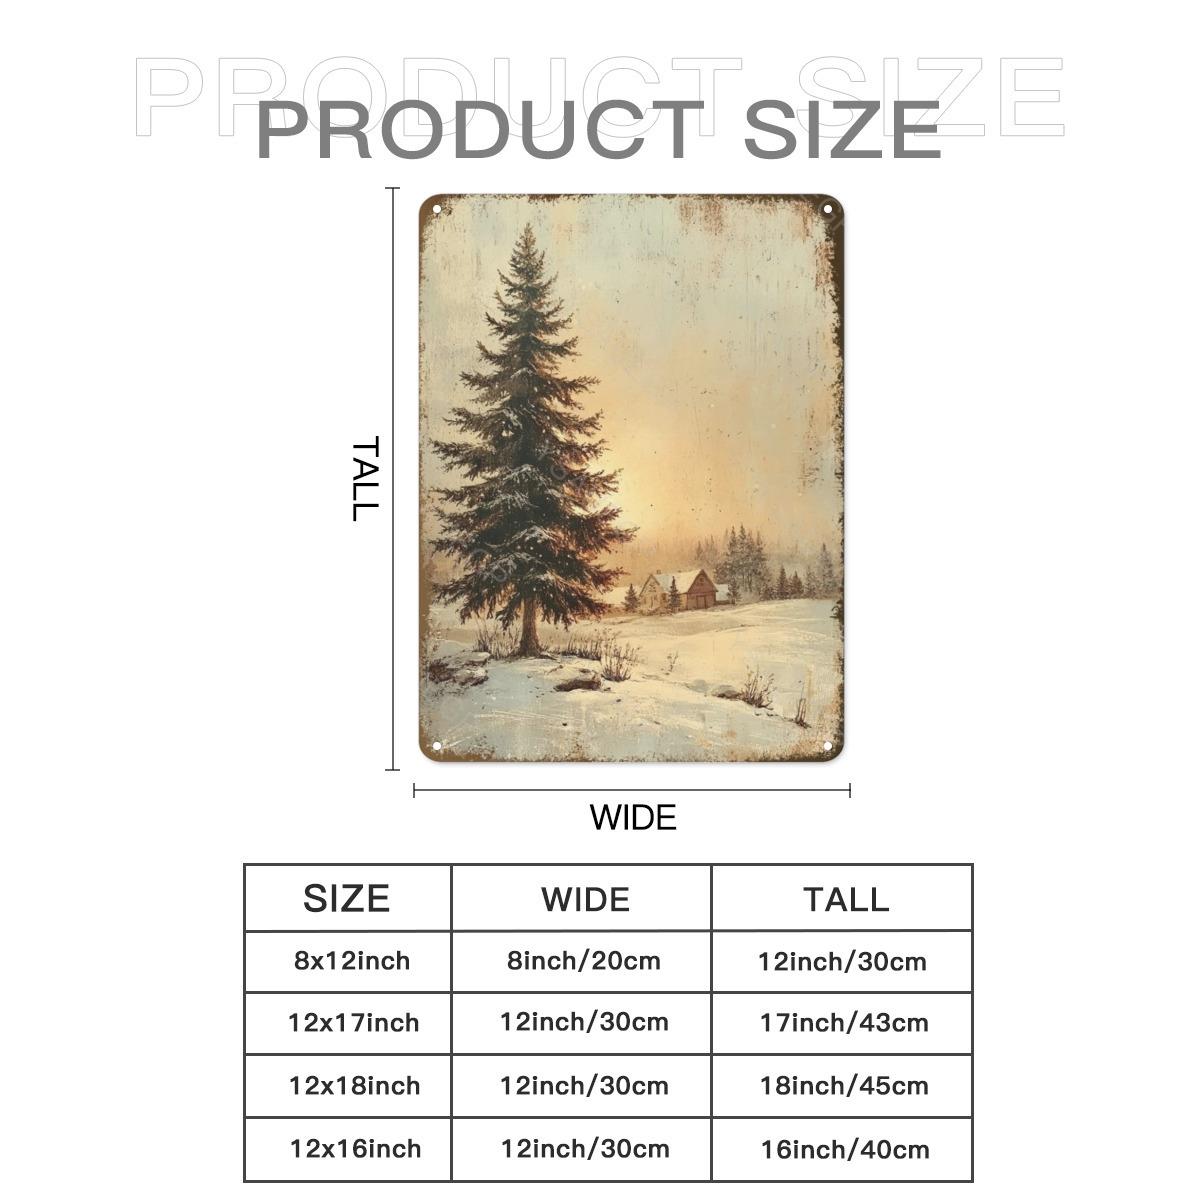 PRODUCT SIZE
PRODUCT SIZE
TALL
WIDE
SIZE WIDE TALL
8x12inch 8inch/20cm 12inch/30cm
12x17inch 12inch/30cm 17inch/43cm
12x18inch 12inch/30cm 18inch/45cm
12x16inch 12inch/30cm 16inch/40cm